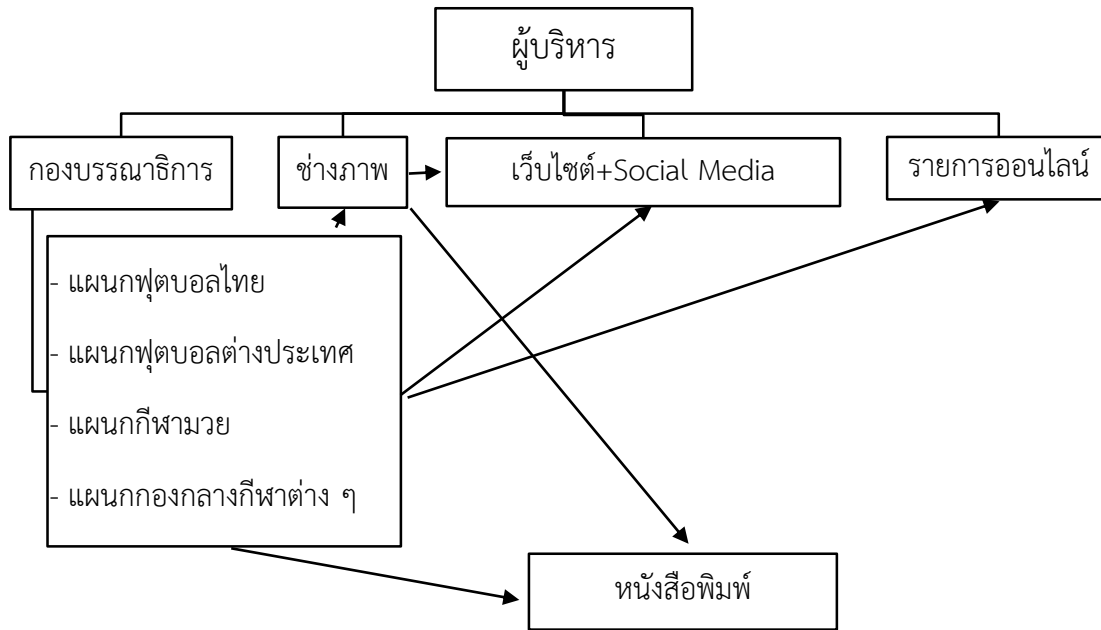 ผู้บริหาร
กองบรรณาธิการ
ช่างภาพ
เว็บไซต์+Social Media
รายการออนไลน์
- แผนกฟุตบอลไทย
- แผนกฟุตบอลต่างประเทศ
- แผนกกีฬามวย
- แผนกกองกลางกีฬาต่าง ๆ
หนังสือพิมพ์